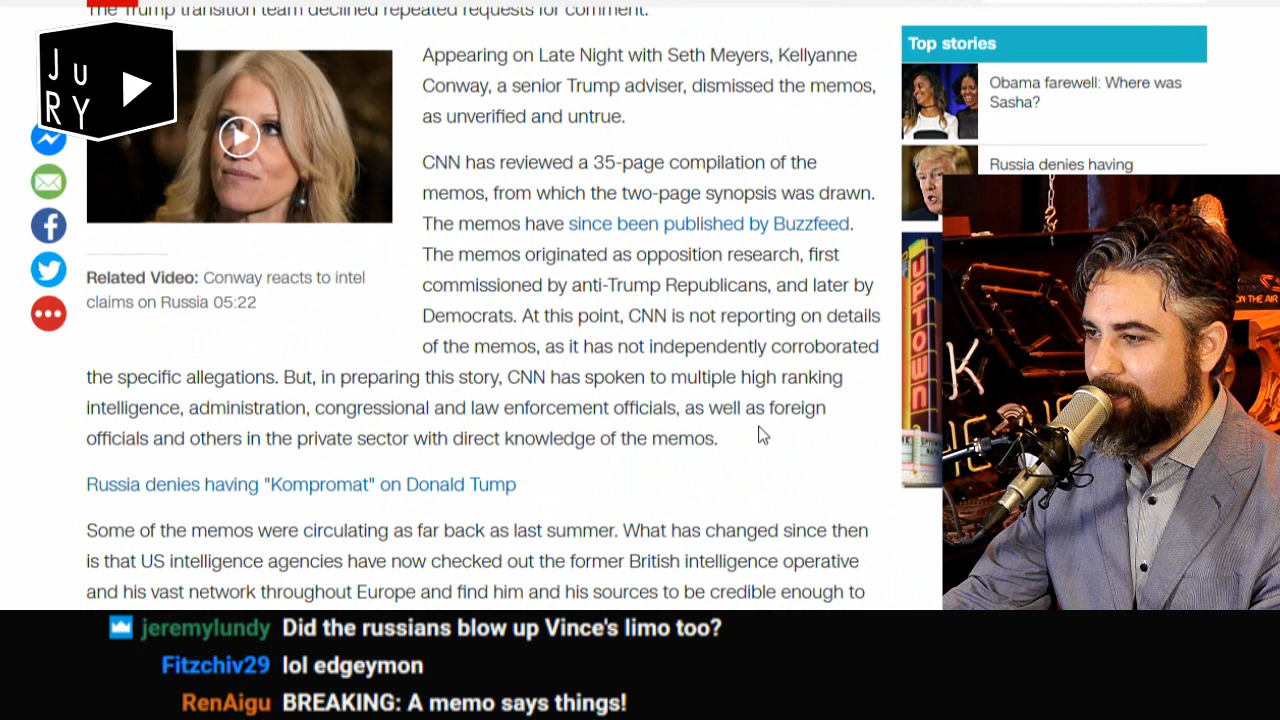 The Trump transition team declined repeated requests for comment.
JURY
Appearing on Late Night with Seth Meyers, Kellyanne
Conway, a senior Trump adviser, dismissed the memos,
as unverified and untrue.
CNN has reviewed a 35-page compilation of the
memos, from which the two-page synopsis was drawn.
The memos have since been published by Buzzfeed.
The memos originated as opposition research, first
commissioned by anti-Trump Republicans, and later by
Democrats. At this point, CNN is not reporting on details
of the memos, as it has not independently corroborated
the specific allegations. But, in preparing this story, CNN has spoken to multiple high ranking
intelligence, administration, congressional and law enforcement officials, as well as foreign
officials and others in the private sector with direct knowledge of the memos.
Related Video: Conway reacts to intel
claims on Russia 05:22
Russia denies having "Kompromat" on Donald Tump
Some of the memos were circulating as far back as last summer. What has changed since then
is that US intelligence agencies have now checked out the former British intelligence operative
and his vast network throughout Europe and find him and his sources to be credible enough to
Top stories
Obama farewell: Where was
Sasha?
Russia denies having
UPTOWN
ON THE AIR
jeremylundy Did the russians blow up Vince's limo too?
Fitzchiv29 lol edgeymon
RenAigu BREAKING: A memo says things!